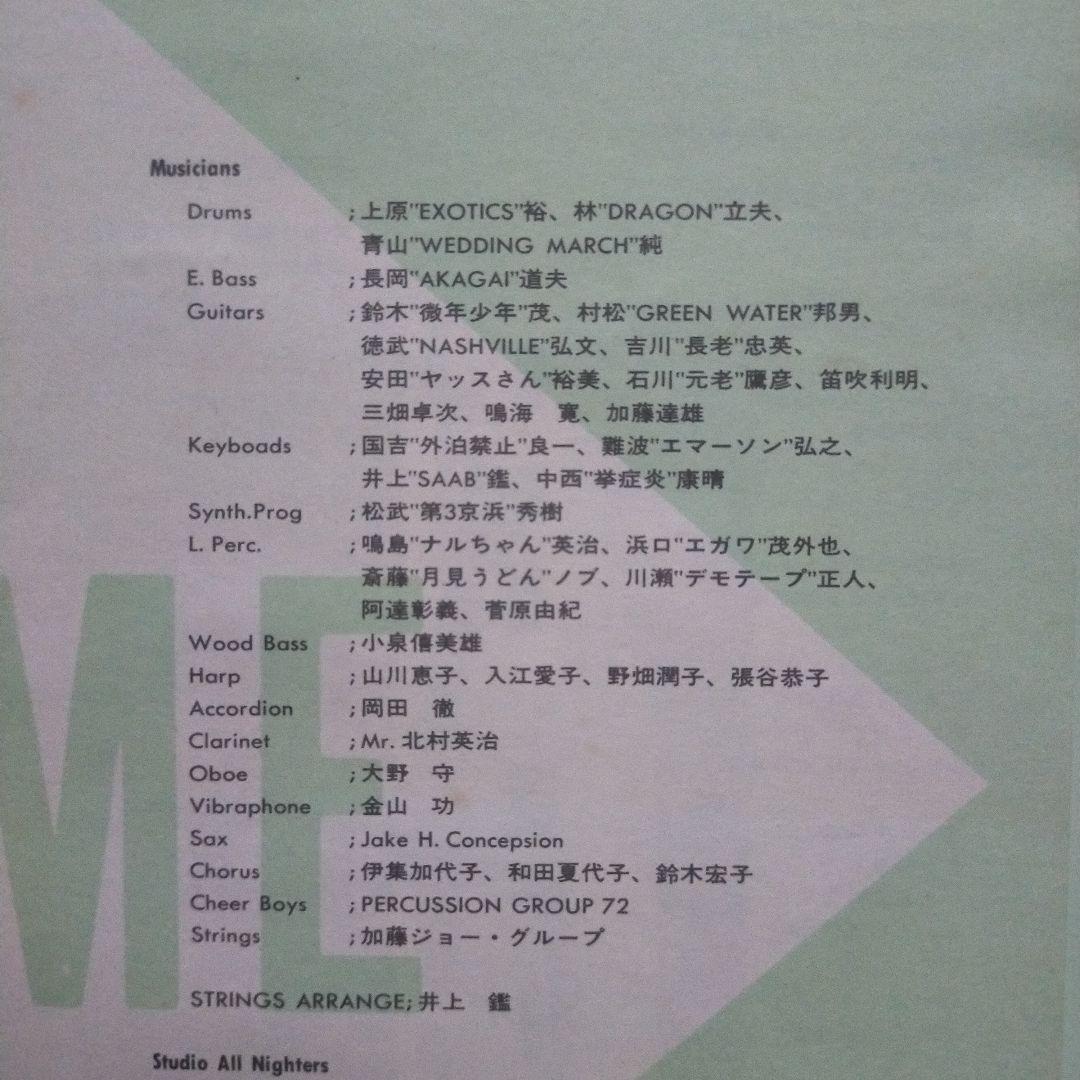 Musicians
Drums ;上原"EXOTICS"裕、林"DRAGON"立夫、
青山"WEDDING MARCH"純
E. Bass ;長岡"AKAGAI"道夫
Guitars ;鈴木"微年少年"茂、村松"GREEN WATER"邦男、
徳武"NASHVILLE"弘文、吉川"長老"忠英、
安田"ヤッスさん"裕美、石川"元老"鷹彦、笛吹利明、
三畑卓次、鳴海 寛、加藤達雄
Keyboads ;国吉"外泊禁止"良一、難波"エマーソン"弘之、
井上"SAAB"鑑、中西"挙症炎"康晴
Synth.Prog ;松武"第3京浜"秀樹
L. Perc. ;鳴島"ナルちゃん"英治、浜口"エガワ"茂外也、
斎藤"月見うどん"ノブ、川瀬"デモテープ"正人、
阿達彰義、菅原由紀
Wood Bass ;小泉僖美雄
Harp ;山川恵子、入江愛子、野畑潤子、張谷恭子
Accordion ;岡田 徹
Clarinet ;Mr. 北村英治
Oboe ;大野 守
Vibraphone ;金山 功
Sax ;Jake H. Concepsion
Chorus ;伊集加代子、和田夏代子、鈴木宏子
Cheer Boys ;PERCUSSION GROUP 72
Strings ;加藤ジョー・グループ
STRINGS ARRANGE;井上 鑑
Studio All Nighters
ME